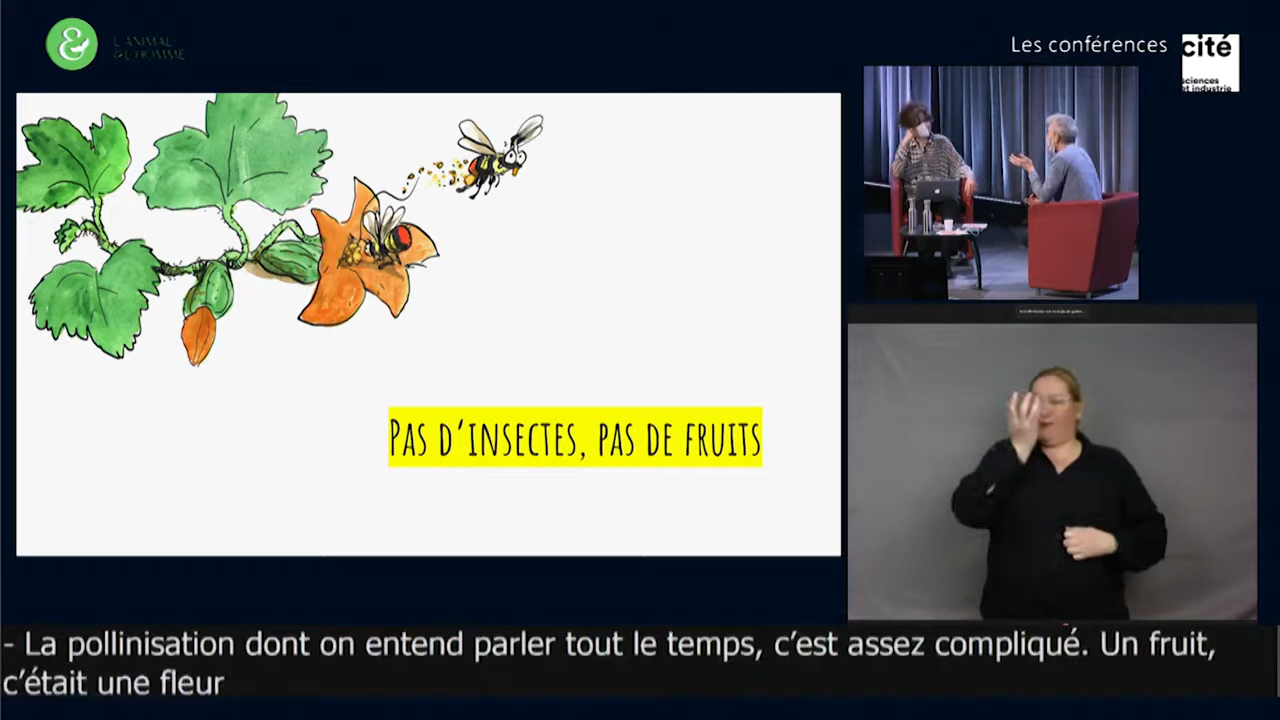 L'ANIMAL
& L'HOMME
Les conférences
cité
sciences
et industrie
PAS D'INSECTES, PAS DE FRUITS
- La pollinisation dont on entend parler tout le temps, c'est assez compliqué. Un fruit,
c'était une fleur